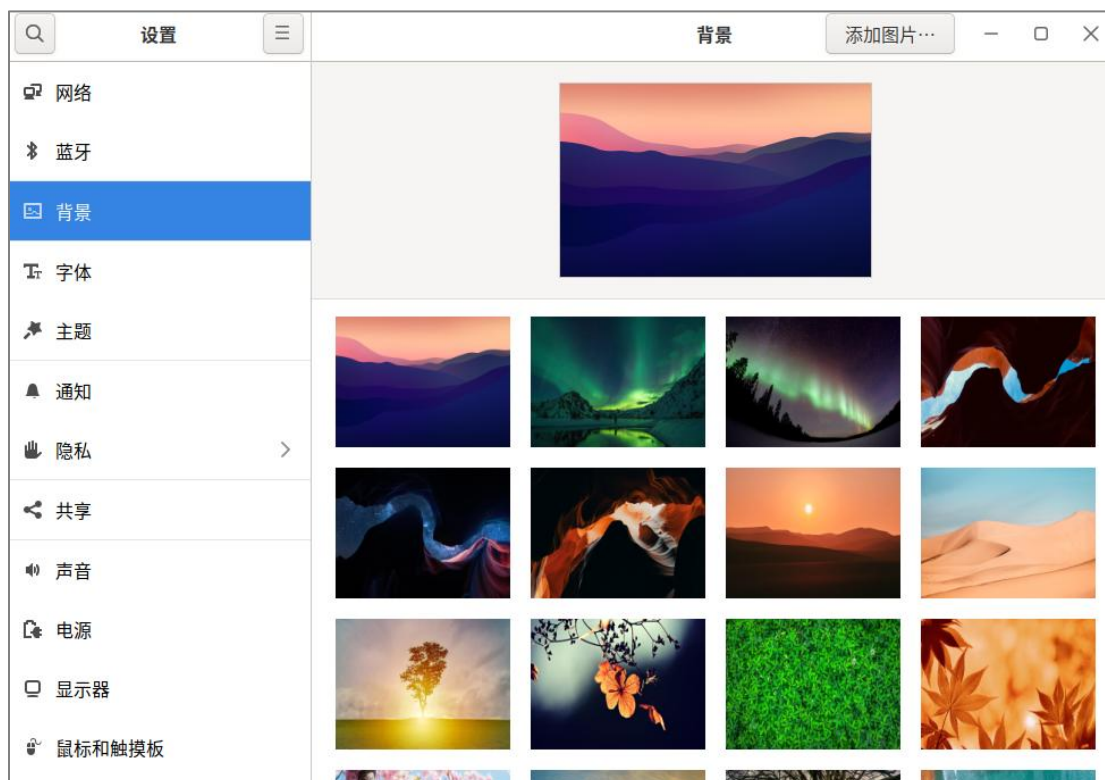 设置
背景
添加图片…
网络
蓝牙
背景
字体
主题
通知
隐私
共享
声音
电源
显示器
鼠标和触摸板